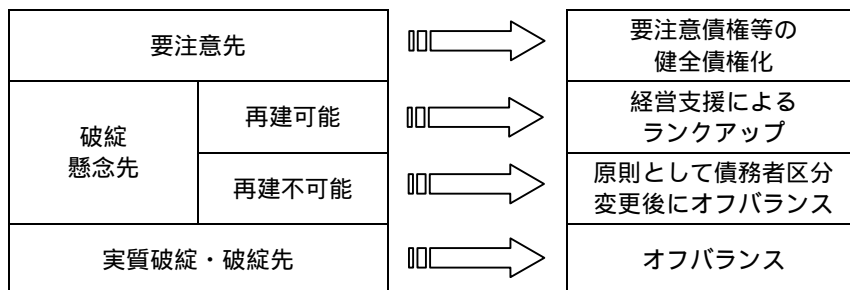 要注意先
要注意債権等の
健全債権化
破綻
懸念先
再建可能
経営支援による
ランクアップ
再建不可能
原則として債務者区分
変更後にオフバランス
実質破綻・破綻先
オフバランス